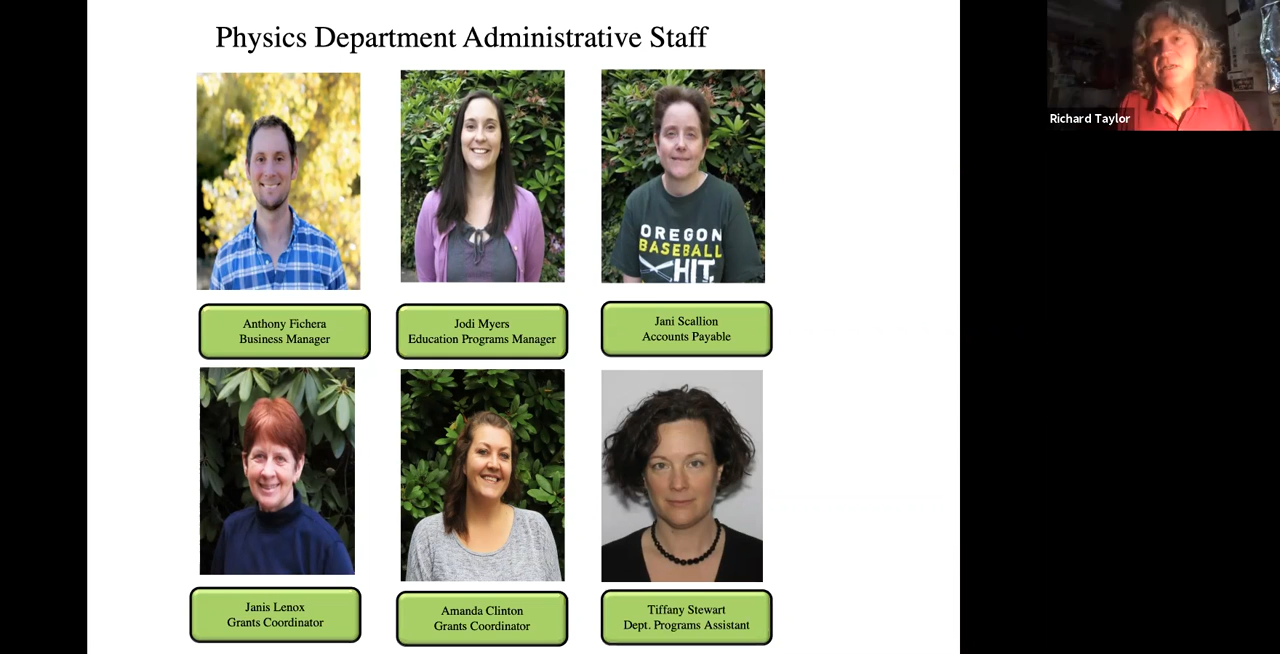 Physics Department Administrative Staff
Richard Taylor
OREGON
BASEBALL
HIT
Anthony Fichera
Business Manager
Jodi Myers
Education Programs Manager
Jani Scallion
Accounts Payable
Janis Lenox
Grants Coordinator
Amanda Clinton
Grants Coordinator
Tiffany Stewart
Dept. Programs Assistant